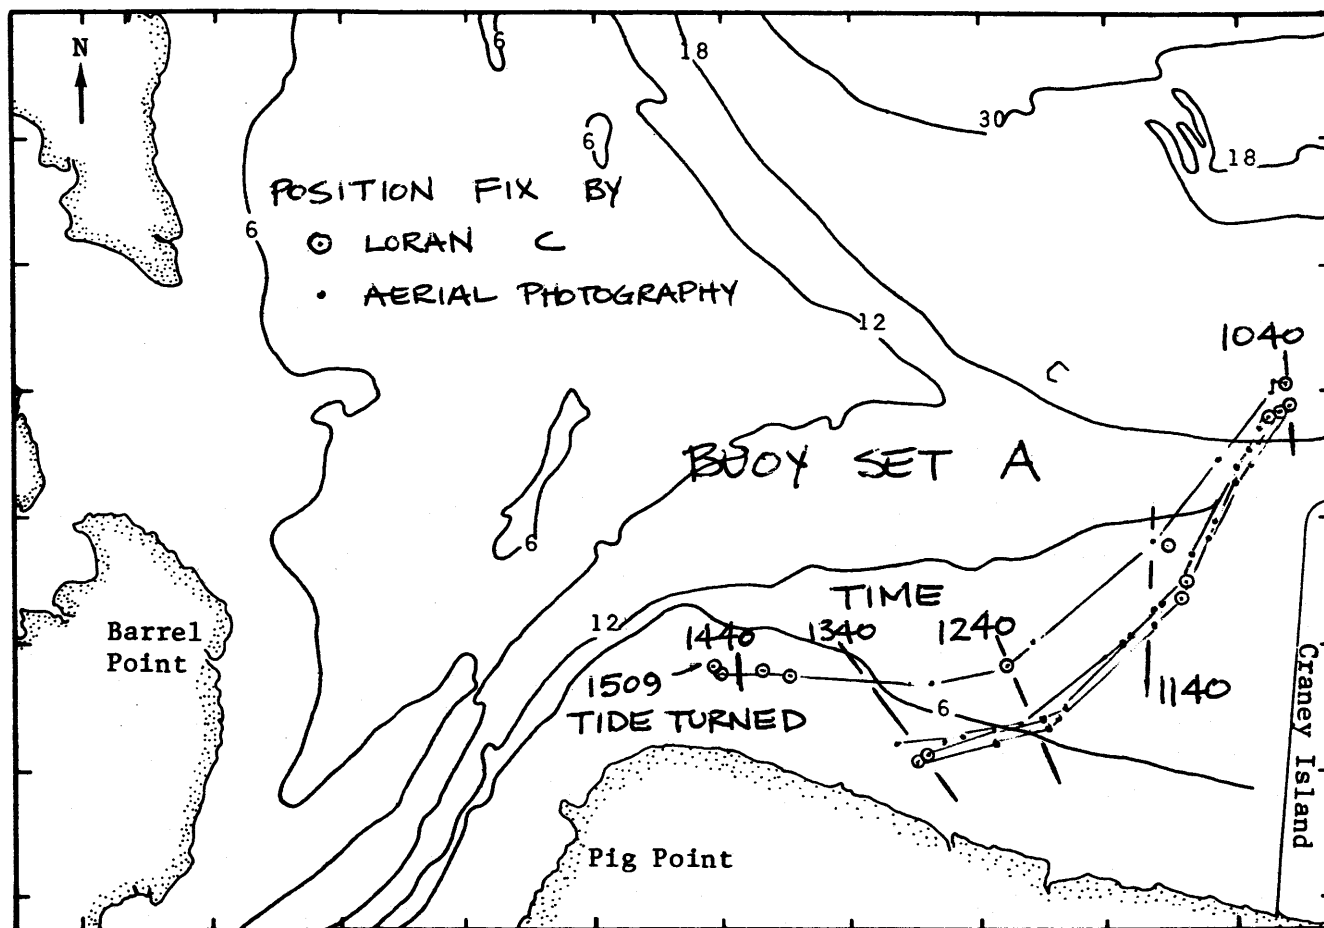 N
6
18
30
6
18
POSITION FIX BY
6
LORAN C
AERIAL PHOTOGRAPHY
12
1040
C
BUOY SET A
6
TIME
12
1440
1340
1240
Barrel
Point
1509
TIDE TURNED
6
1140
Craney Island
Pig Point